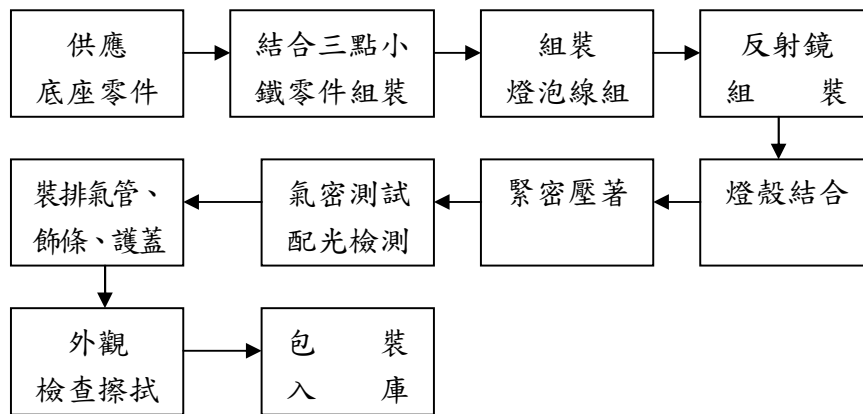 供應
底座零件
結合三點小
鐵零件組裝
組裝
燈泡線組
反射鏡
組　　裝
燈殼結合
緊密壓著
氣密測試
配光檢測
裝排氣管、
飾條、護蓋
外觀
檢查擦拭
包　　裝
入　　庫